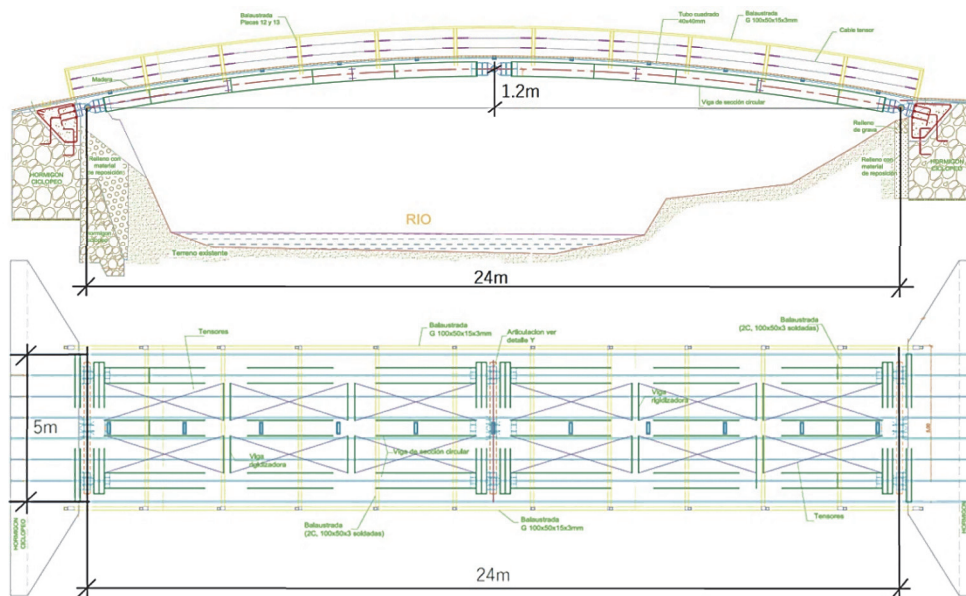 Balaustrada
Placas 12 y 13
Tubo cuadrado
40x40mm
Balaustrada
G 100x50x15x3mm
Cable tensor
Madera
1.2m
Viga de sección circular
Relleno
de grava
Relleno con
material
de reposición
HORMIGON
CICLOPEO
Relleno con
material
de reposición
HORMIGON
CICLOPEO
RIO
Terreno existente
24m
Tensores
Balaustrada
G 100x50x15x3mm
Articulacion ver
detalle Y
Balaustrada
(2C, 100x50x3 soldadas)
Viga
rigidizadora
5m
Viga
rigidizadora
Viga de sección circular
Balaustrada
(2C, 100x50x3 soldadas)
Balaustrada
G 100x50x15x3mm
Tensores
HORMIGON
CICLOPEO
HORMIGON
CICLOPEO
24m